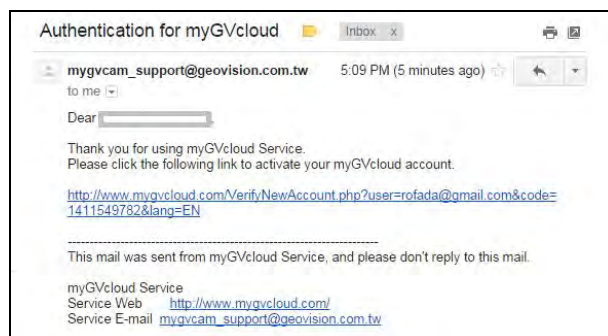 Authentication for myGVcloud
Inbox x
mygvcam_support@geovision.com.tw 5:09 PM (5 minutes ago)
to me
Dear
Thank you for using myGVcloud Service.
Please click the following link to activate your myGVcloud account.
http://www.mygvcloud.com/VerifyNewAccount.php?user=rofada@gmail.com&code=
1411549782&lang=EN
------------------------------------------------------------------------
This mail was sent from myGVcloud Service, and please don't reply to this mail.
myGVcloud Service
Service Web http://www.mygvcloud.com/
Service E-mail mygvcam_support@geovision.com.tw